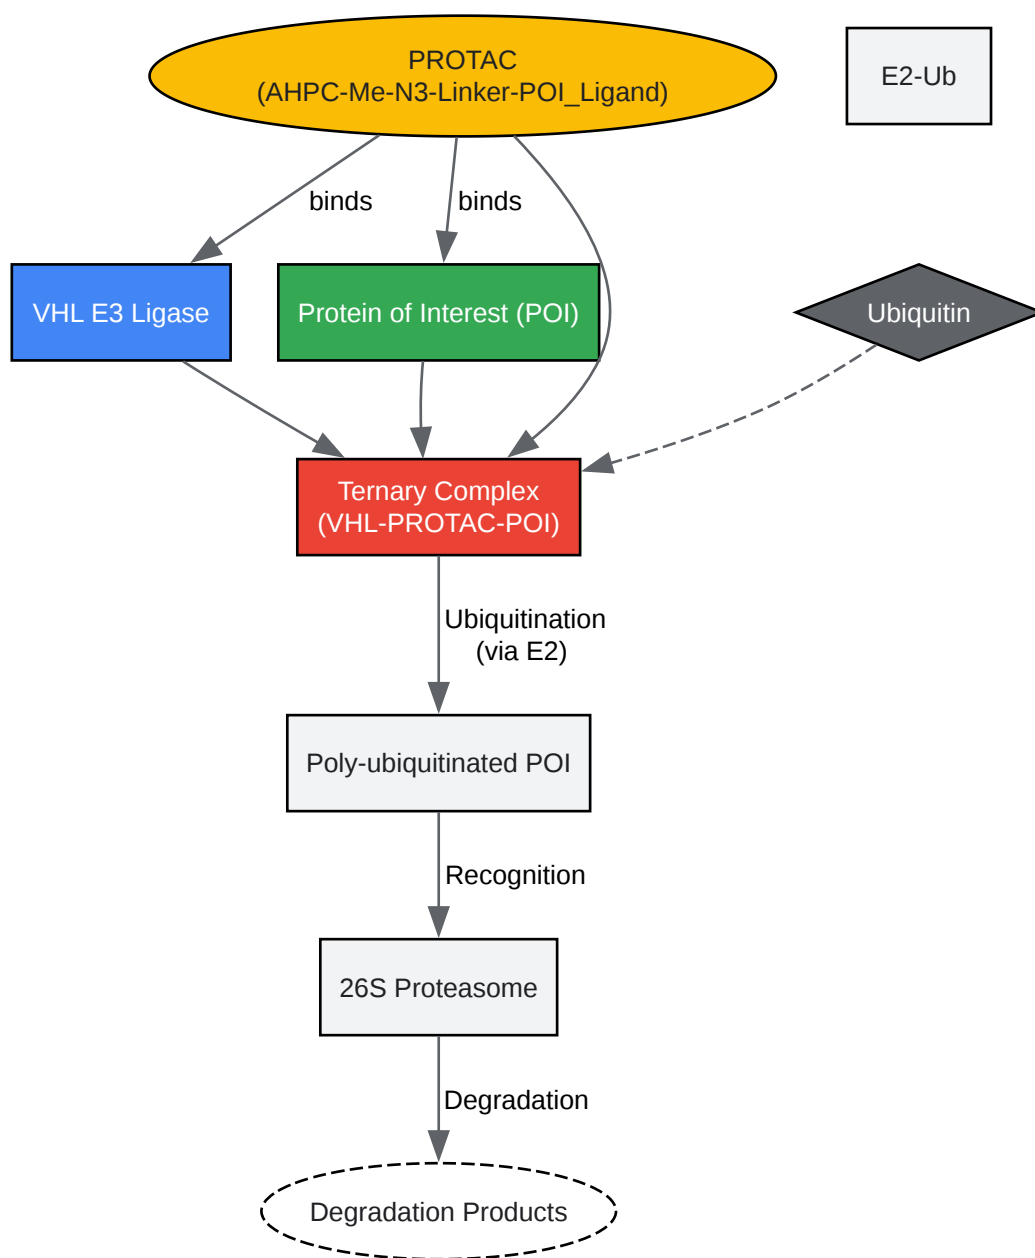 PROTAC
(AHPC-Me-N3-Linker-POI_Ligand)
E2-Ub
binds
binds
VHL E3 Ligase
Protein of Interest (POI)
Ubiquitin
Ternary Complex
(VHL-PROTAC-POI)
Ubiquitination
(via E2)
Poly-ubiquitinated POI
Recognition
26S Proteasome
Degradation
Degradation Products